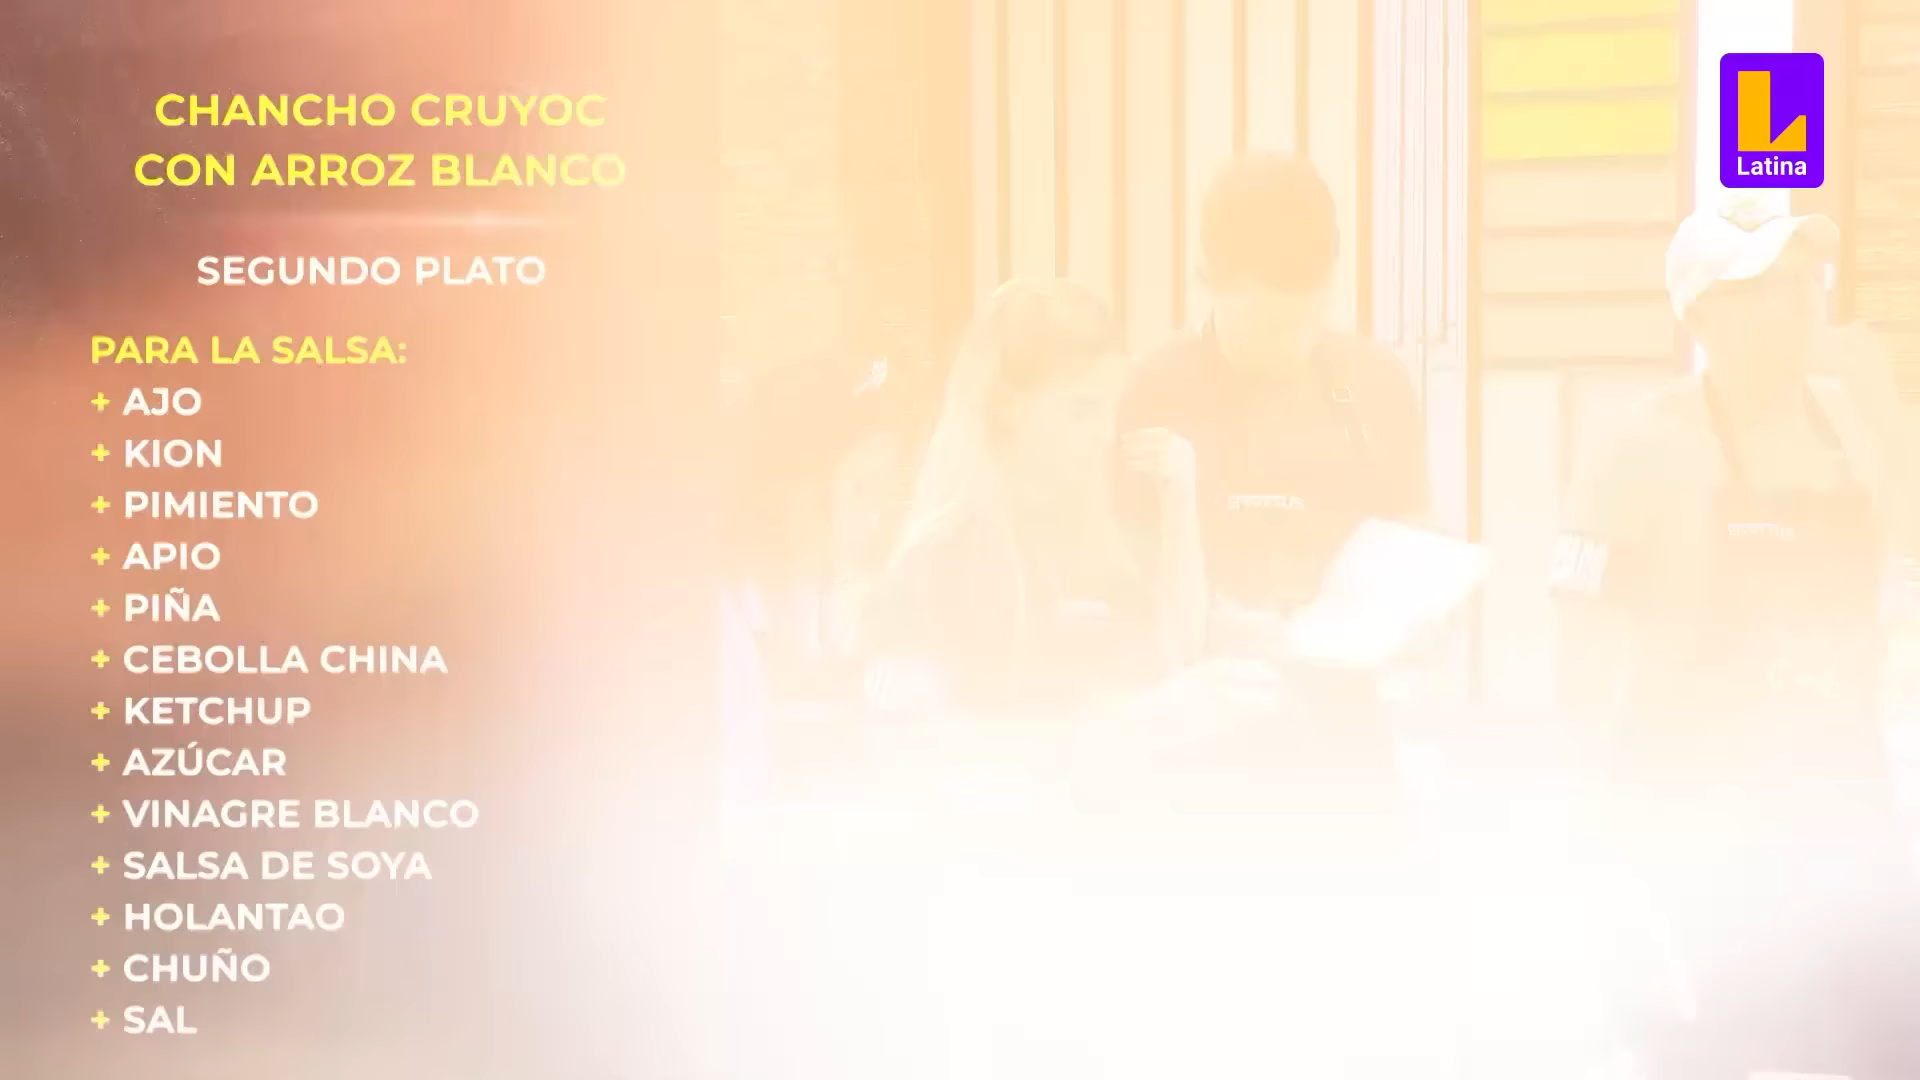 CHANCHO CRUYOC
CON ARROZ BLANCO
SEGUNDO PLATO
PARA LA SALSA:
+ AJO
+ KION
+ PIMIENTO
+ APIO
+ PIÑA
+ CEBOLLA CHINA
+ KETCHUP
+ AZÚCAR
+ VINAGRE BLANCO
+ SALSA DE SOYA
+ HOLANTAO
+ CHUÑO
+ SAL
Latina